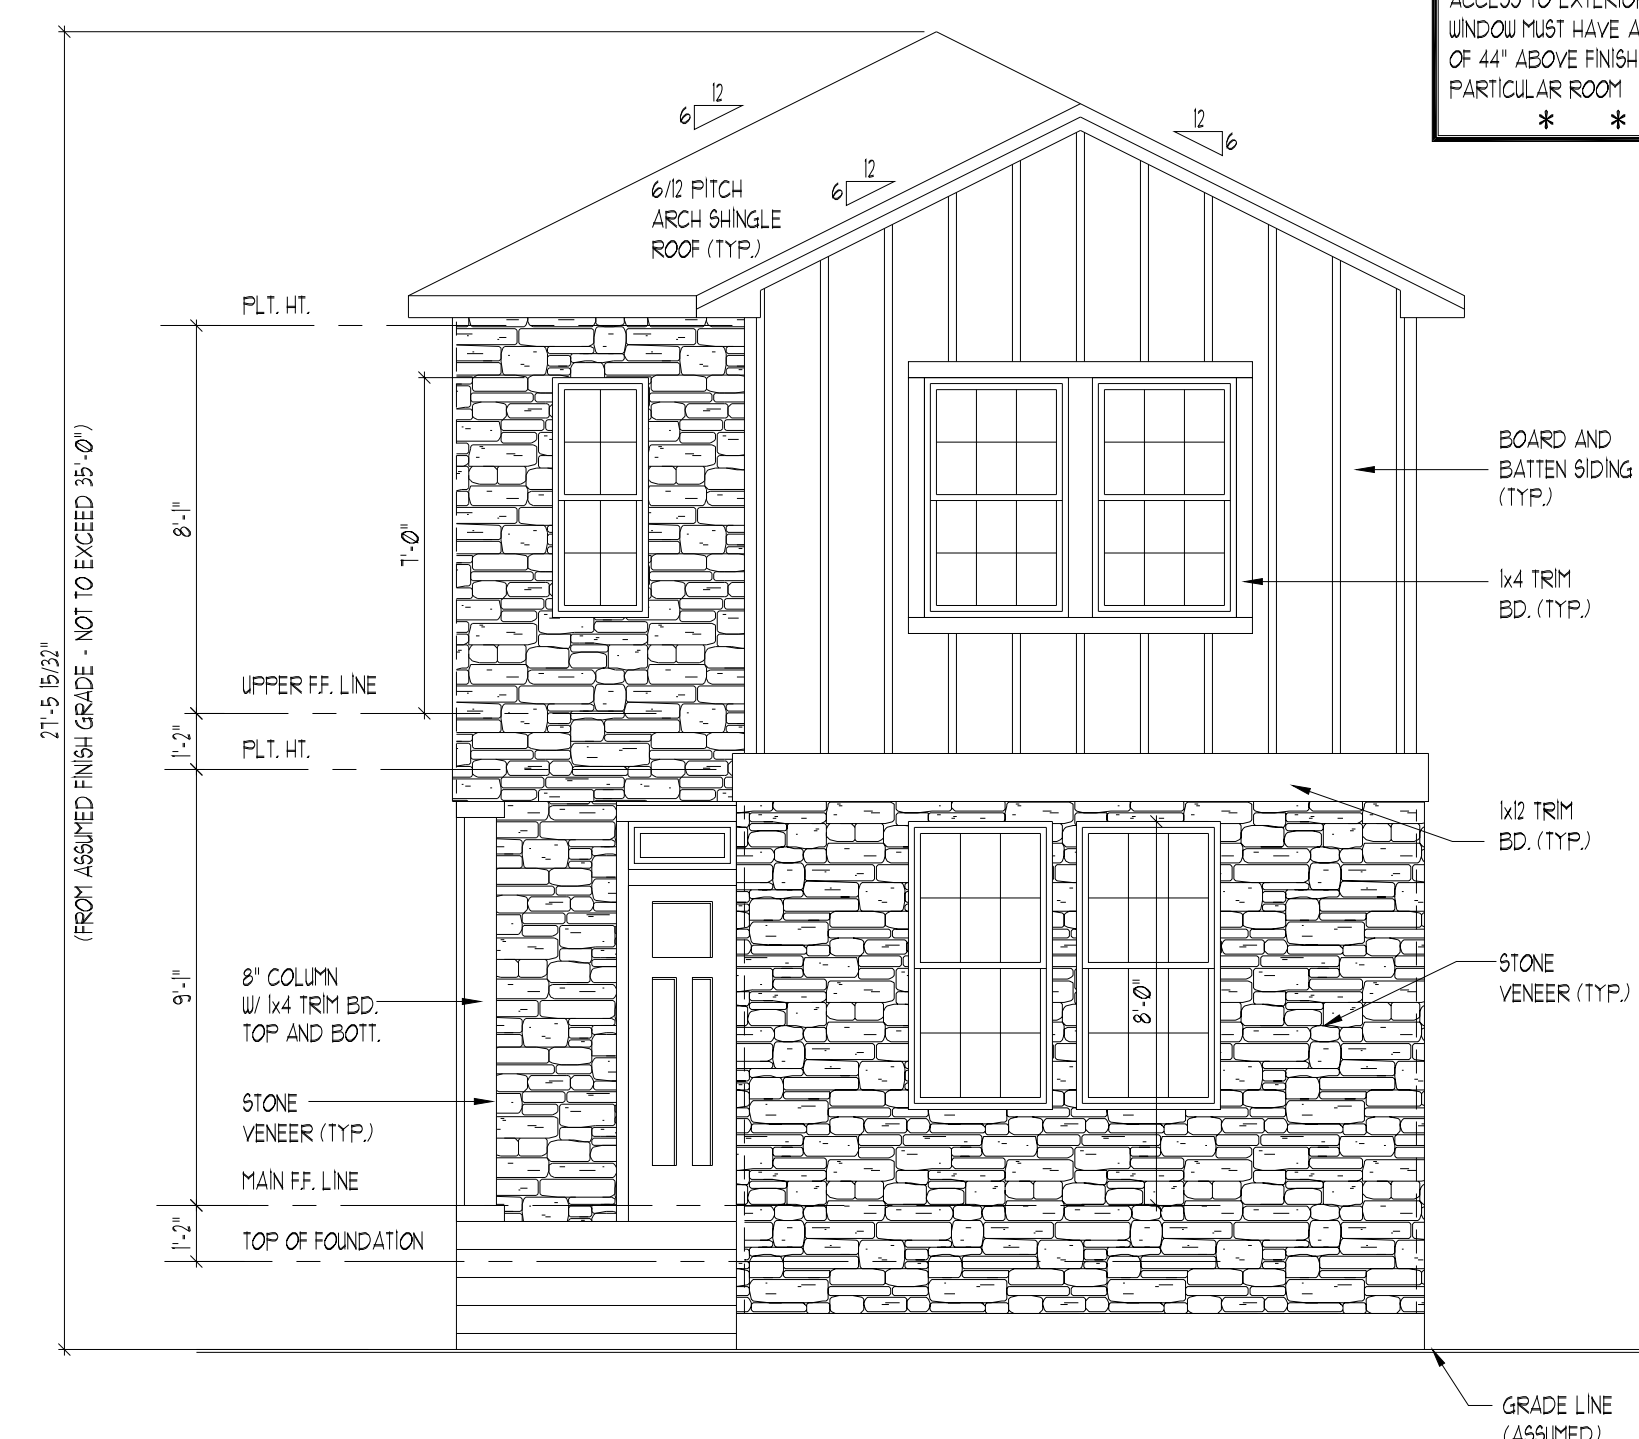 ACCESS TO EXTERIOR
WINDOW MUST HAVE A
OF 44" ABOVE FINISH
PARTICULAR ROOM
* *
12
6
12
6
12
6
6/12 PITCH
ARCH SHINGLE
ROOF (TYP.)
PLT. HT.
8'-1"
7'-0"
BOARD AND
BATTEN SIDING
(TYP.)
1x4 TRIM
BD. (TYP.)
27'-5 15/32"
(FROM ASSUMED FINISH GRADE - NOT TO EXCEED 35'-0")
UPPER F.F. LINE
1'-2"
PLT. HT.
1x12 TRIM
BD. (TYP.)
9'-1"
8" COLUMN
W/ 1x4 TRIM BD.
TOP AND BOTT.
8'-0"
STONE
VENEER (TYP.)
STONE
VENEER (TYP.)
MAIN F.F. LINE
1'-2"
TOP OF FOUNDATION
GRADE LINE
(ASSUMED)